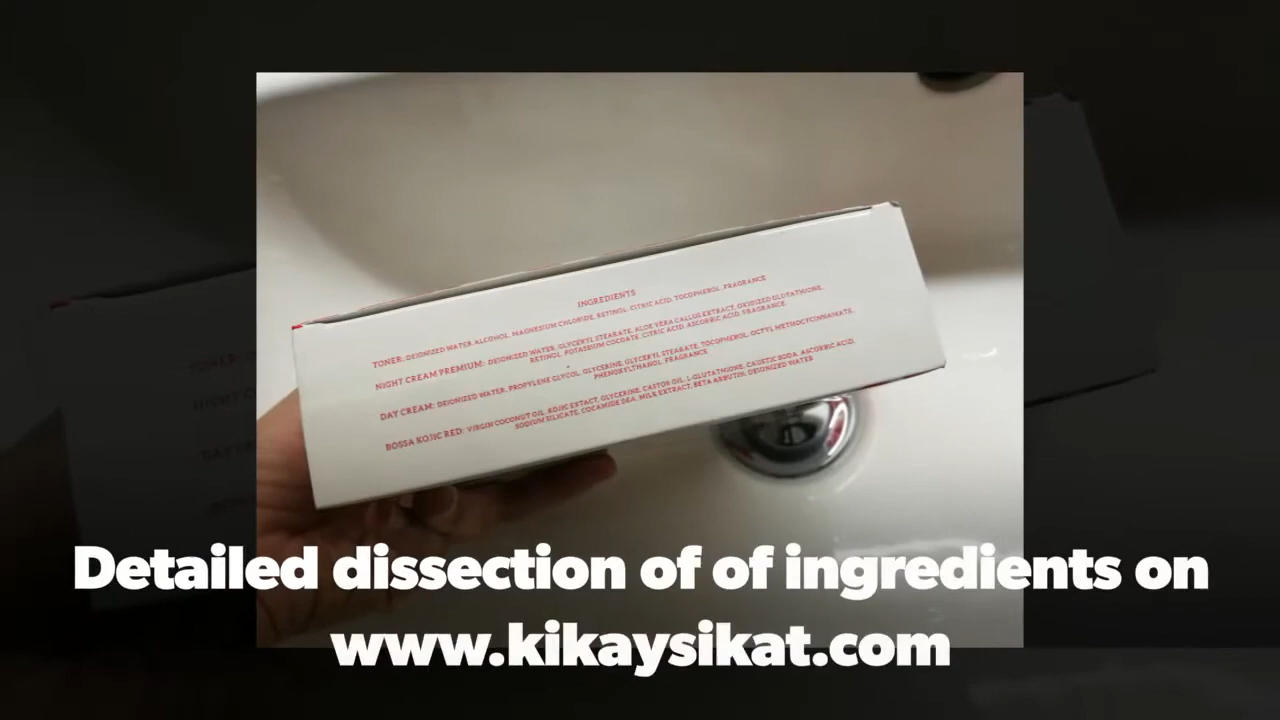 INGREDIENTS
TONER: DEIONIZED WATER, ALCOHOL, MAGNESIUM CHLORIDE, RETINOL, CITRIC ACID, TOCOPHEROL, FRAGRANCE
NIGHT CREAM PREMIUM: DEIONIZED WATER, GLYCERYL STEARATE, ALOE VERA CALLUS EXTRACT, OXIDIZED GLUTATHIONE,
RETINOL, POTASSIUM COCOATE, CITRIC ACID, ASCORBIC ACID, FRAGRANCE.
DAY CREAM: DEIONIZED WATER, PROPYLENE GLYCOL, GLYCERINE, GLYCERYL STEARATE, TOCOPHEROL, OCTYL METHOCYCINNAMATE,
PHENOXYLTHANOL, FRAGRANCE
BOSSA KOJIC RED: VIRGIN COCONUT OIL, KOJIC EXTACT, GLYCERINE, CASTOR OIL, L-GLUTATHIONE, CAUSTIC SODA, ASCORBIC ACID,
SODIUM SILICATE, COCAMIDE DEA, MILK EXTRACT, BETA ARBUTIN, DEIONIZED WATER
Detailed dissection of of ingredients on
www.kikaysikat.com